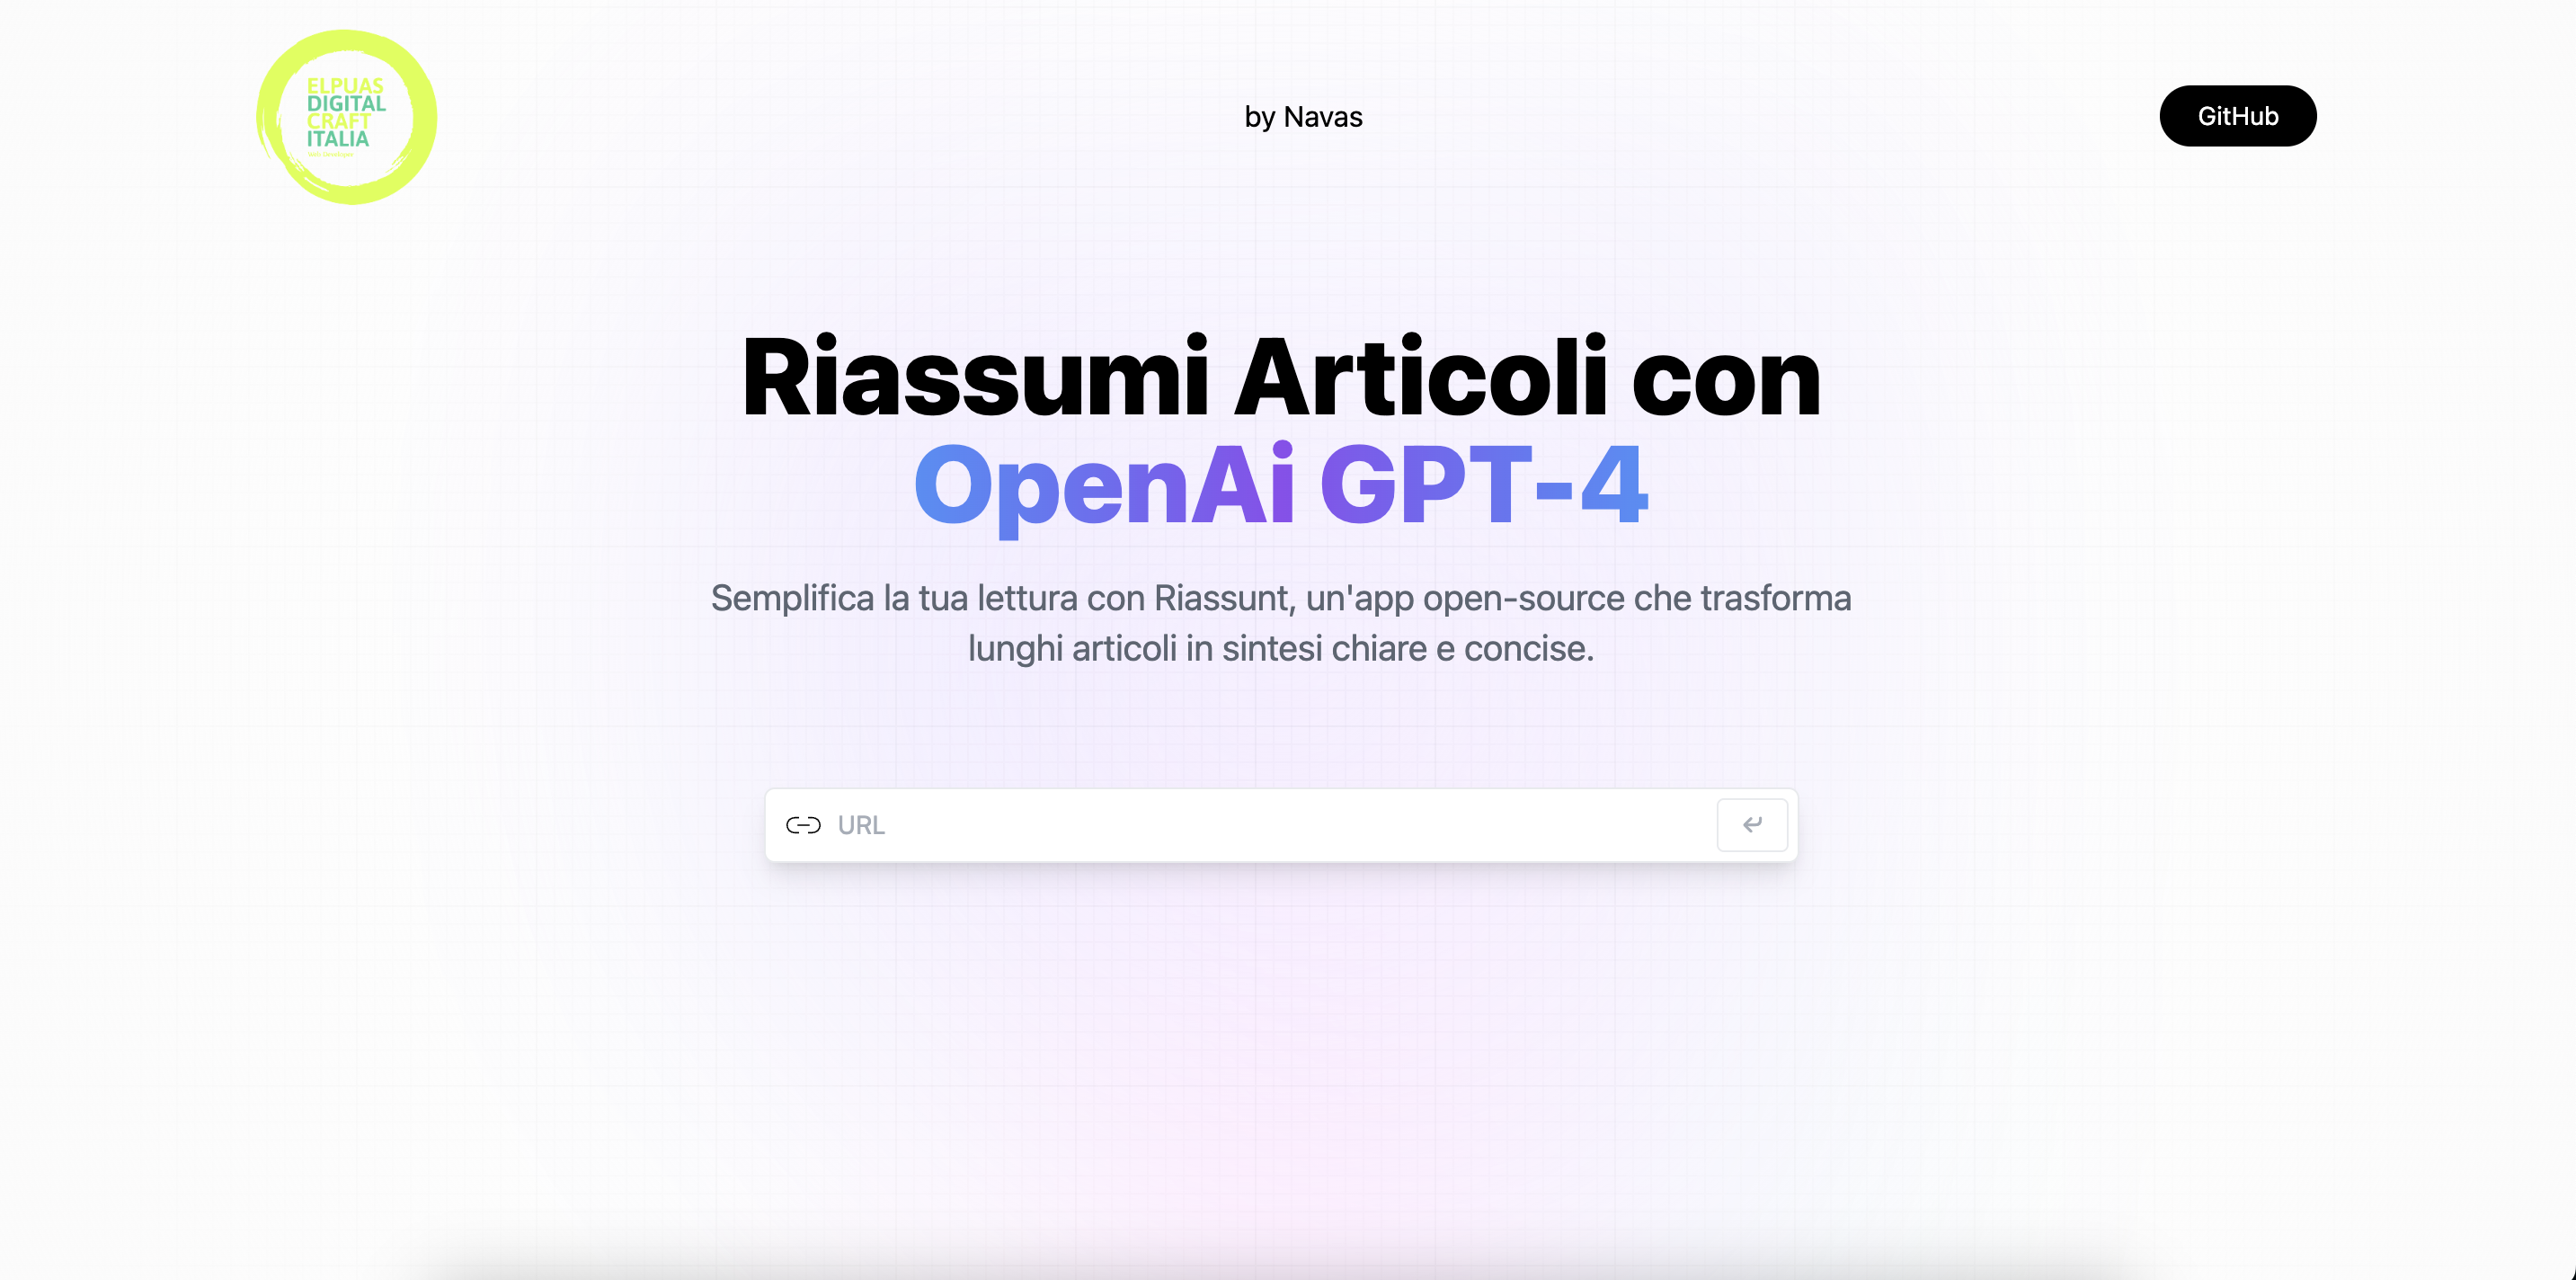 ELPUAS
DIGITAL
CRAFT
ITALIA
by Navas
GitHub
Riassumi Articoli con
OpenAi GPT-4
Semplifica la tua lettura con Riassunt, un'app open-source che trasforma
lunghi articoli in sintesi chiare e concise.
URL